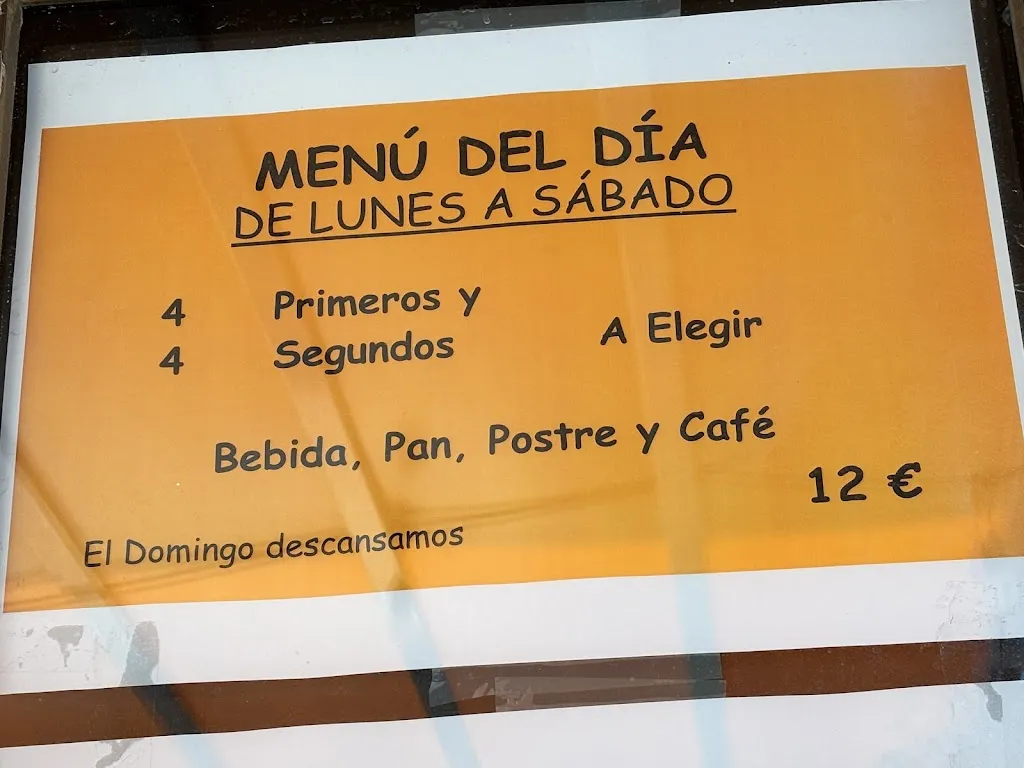 MENÚ DEL DÍA
DE LUNES A SÁBADO
4 Primeros y
4 Segundos
A Elegir
Bebida, Pan, Postre y Café
12 €
El Domingo descansamos